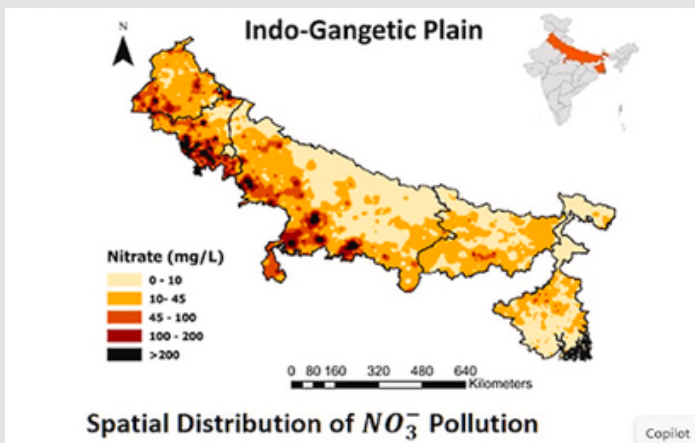 Indo-Gangetic Plain
N
Nitrate (mg/L)
0 - 10
10- 45
45 - 100
100 - 200
>200
0 80 160 320 480 640
Kilometers
Spatial Distribution of NO₃⁻ Pollution
Copilot